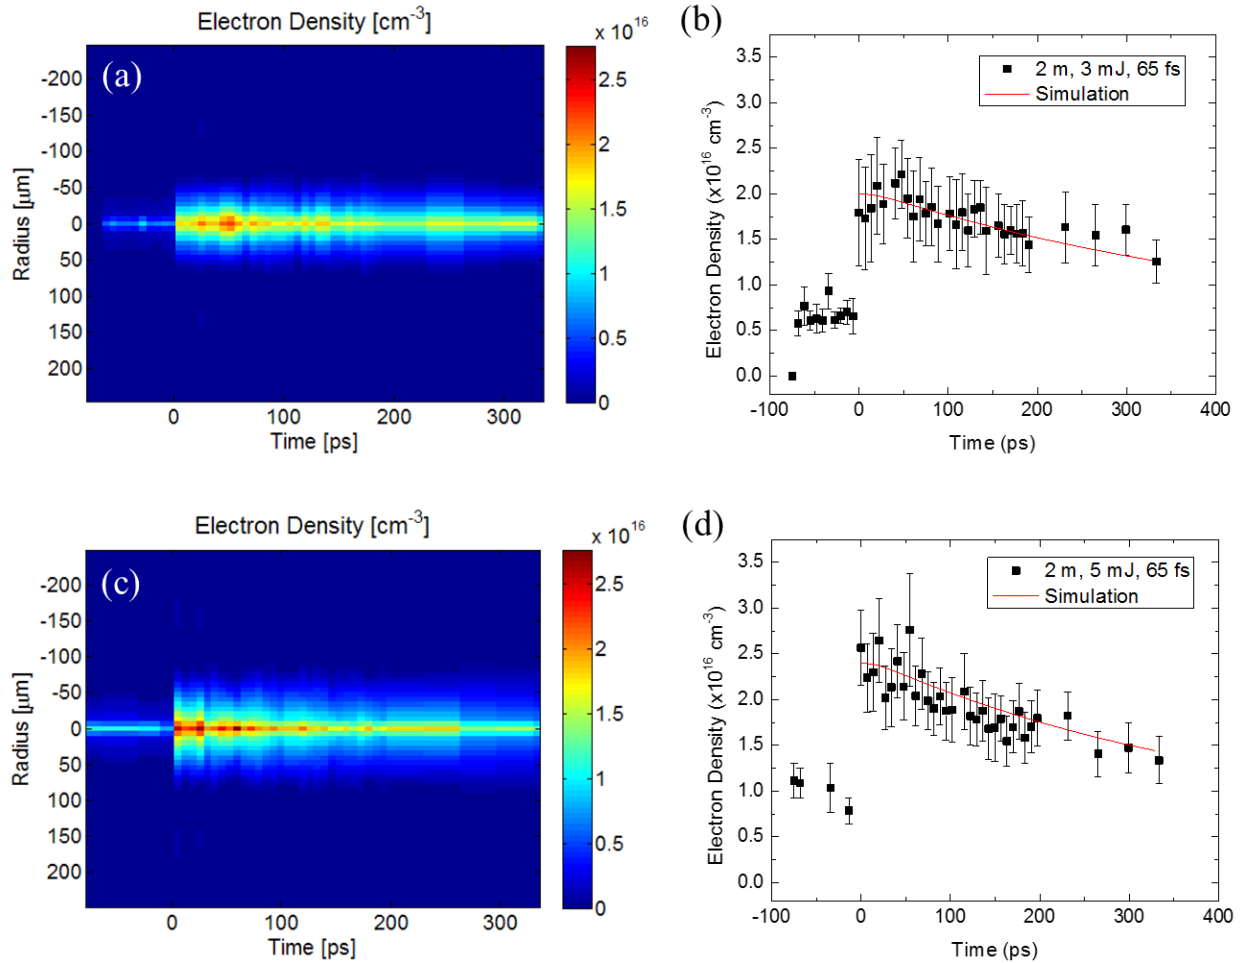 Electron Density [cm-3]
x 10^16
(a)
-200
-150
-100
-50
0
50
100
150
200
Radius [µm]
0 100 200 300
Time [ps]
2.5
2
1.5
1
0.5
0
(b)
2 m, 3 mJ, 65 fs
Simulation
3.5
3.0
2.5
2.0
1.5
1.0
0.5
0.0
Electron Density (x10^16 cm-3)
-100 0 100 200 300 400
Time (ps)
Electron Density [cm-3]
x 10^16
(c)
-200
-150
-100
-50
0
50
100
150
200
Radius [µm]
0 100 200 300
Time [ps]
2.5
2
1.5
1
0.5
0
(d)
2 m, 5 mJ, 65 fs
Simulation
3.5
3.0
2.5
2.0
1.5
1.0
0.5
0.0
Electron Density (x10^16 cm-3)
-100 0 100 200 300 400
Time (ps)